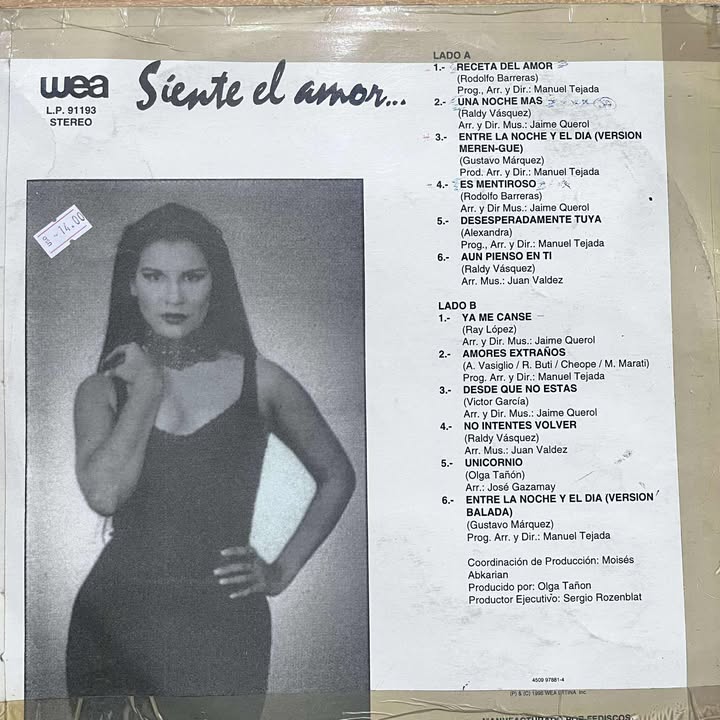 wea
L.P. 91193
STEREO
Siente el amor...
14.00
LADO A
1.- RECETA DEL AMOR
(Rodolfo Barreras)
Prog., Arr. y Dir.: Manuel Tejada
2.- UNA NOCHE MAS
(Raldy Vásquez)
Arr. y Dir. Mus.: Jaime Querol
3.- ENTRE LA NOCHE Y EL DIA (VERSION
MEREN-GUE)
(Gustavo Márquez)
Prod. Arr. y Dir.: Manuel Tejada
4.- ES MENTIROSO
(Rodolfo Barreras)
Arr. y Dir Mus.: Jaime Querol
5.- DESESPERADAMENTE TUYA
(Alexandra)
Prog., Arr. y Dir.: Manuel Tejada
6.- AUN PIENSO EN TI
(Raldy Vásquez)
Arr. Mus.: Juan Valdez
LADO B
1.- YA ME CANSE
(Ray López)
Arr. y Dir. Mus.: Jaime Querol
2.- AMORES EXTRAÑOS
(A. Vasiglio / R. Buti / Cheope / M. Marati)
Prog. Arr. y Dir.: Manuel Tejada
3.- DESDE QUE NO ESTAS
(Victor García)
Arr. y Dir. Mus.: Jaime Querol
4.- NO INTENTES VOLVER
(Raldy Vásquez)
Arr. Mus.: Juan Valdez
5.- UNICORNIO
(Olga Tañón)
Arr.: José Gazamay
6.- ENTRE LA NOCHE Y EL DIA (VERSION
BALADA)
(Gustavo Márquez)
Prog. Arr. y Dir.: Manuel Tejada
Coordinación de Producción: Moisés
Abkarian
Producido por: Olga Tañon
Productor Ejecutivo: Sergio Rozenblat
4509 97881-4
MANUFACTURADO POR FEDISCOS